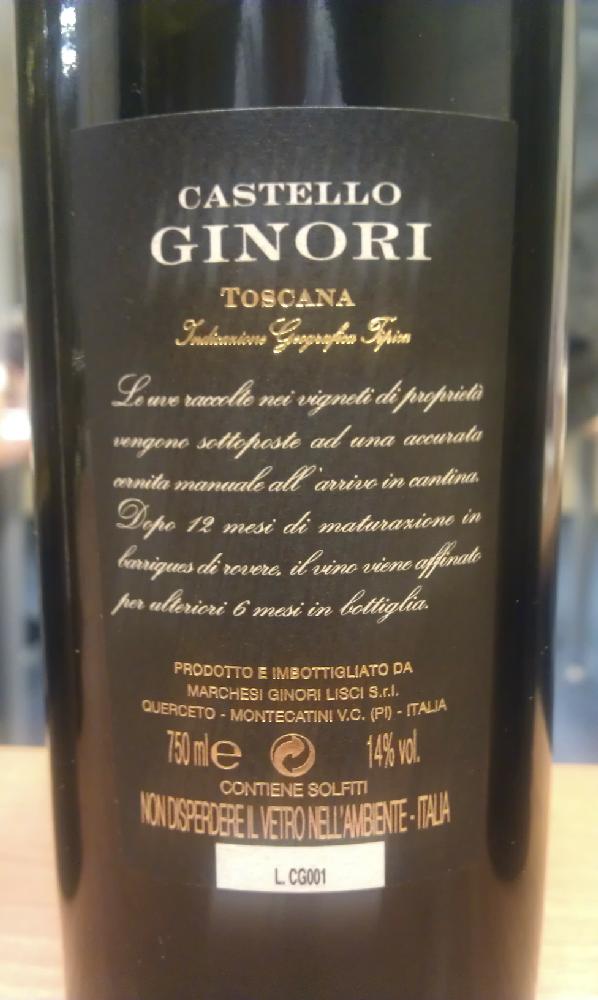 CASTELLO
GINORI
TOSCANA
Indicazione Geografica Tipica
Le uve raccolte nei vigneti di proprietà
vengono sottoposte ad una accurata
cernita manuale all'arrivo in cantina.
Dopo 12 mesi di maturazione in
barriques di rovere, il vino viene affinato
per ulteriori 6 mesi in bottiglia.
PRODOTTO E IMBOTTIGLIATO DA
MARCHESI GINORI LISCI S.r.l.
QUERCETO - MONTECATINI V.C. (PI) - ITALIA
750 ml e 14% vol.
CONTIENE SOLFITI
NON DISPERDERE IL VETRO NELL'AMBIENTE - ITALIA
L. CG001